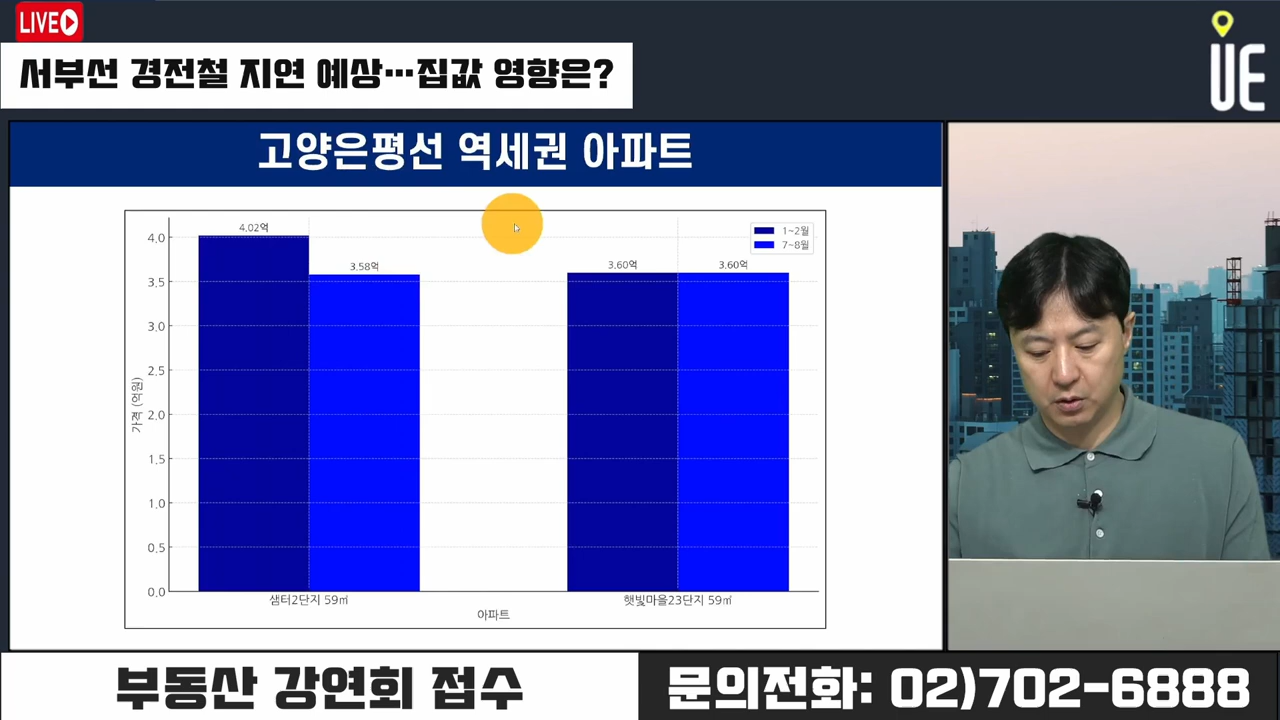 LIVE
서부선 경전철 지연 예상…집값 영향은?
UE
고양은평선 역세권 아파트
1~2월
7~8월
4.02억
3.58억
3.60억
3.60억
가격 (억원)
4.0
3.5
3.0
2.5
2.0
1.5
1.0
0.5
0.0
샘터2단지 59㎡
햇빛마을23단지 59㎡
아파트
부동산 강연회 접수
문의전화: 02)702-6888